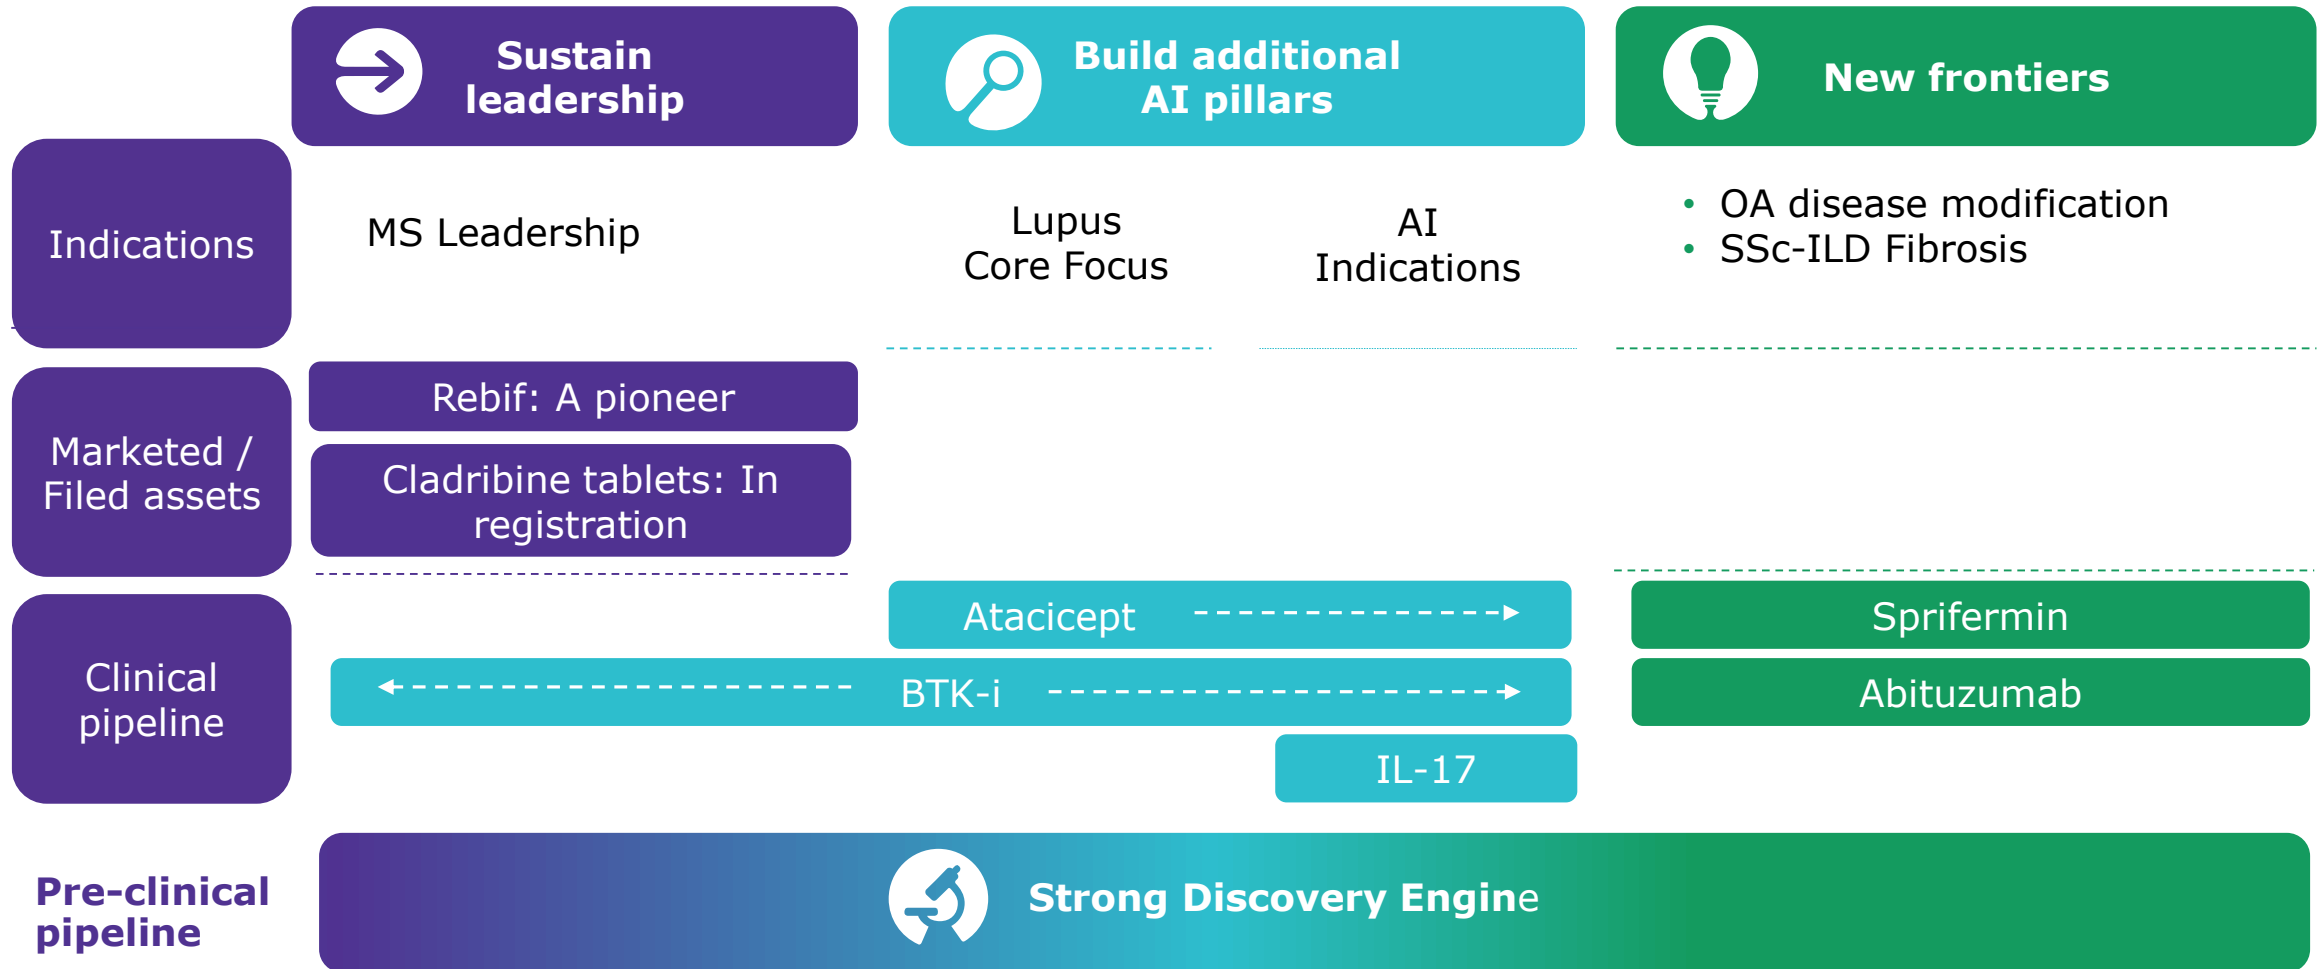 Sustain
leadership
Build additional
AI pillars
New frontiers
Indications
MS Leadership
Lupus
Core Focus
AI
Indications
• OA disease modification
• SSc-ILD Fibrosis
Marketed /
Filed assets
Rebif: A pioneer
Cladribine tablets: In
registration
Clinical
pipeline
Atacicept
Sprifermin
BTK-i
Abituzumab
IL-17
Pre-clinical
pipeline
Strong Discovery Engine